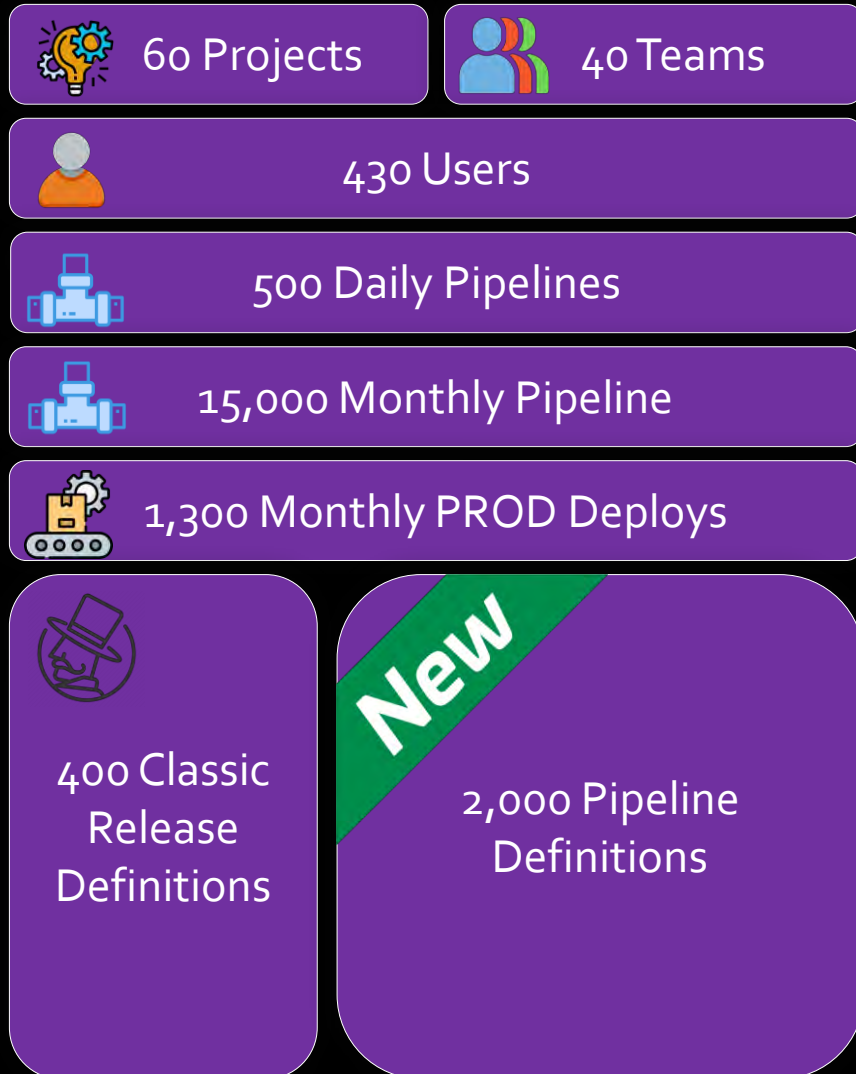 60 Projects
40 Teams
430 Users
500 Daily Pipelines
15,000 Monthly Pipeline
1,300 Monthly PROD Deploys
400 Classic
Release
Definitions
New
2,000 Pipeline
Definitions